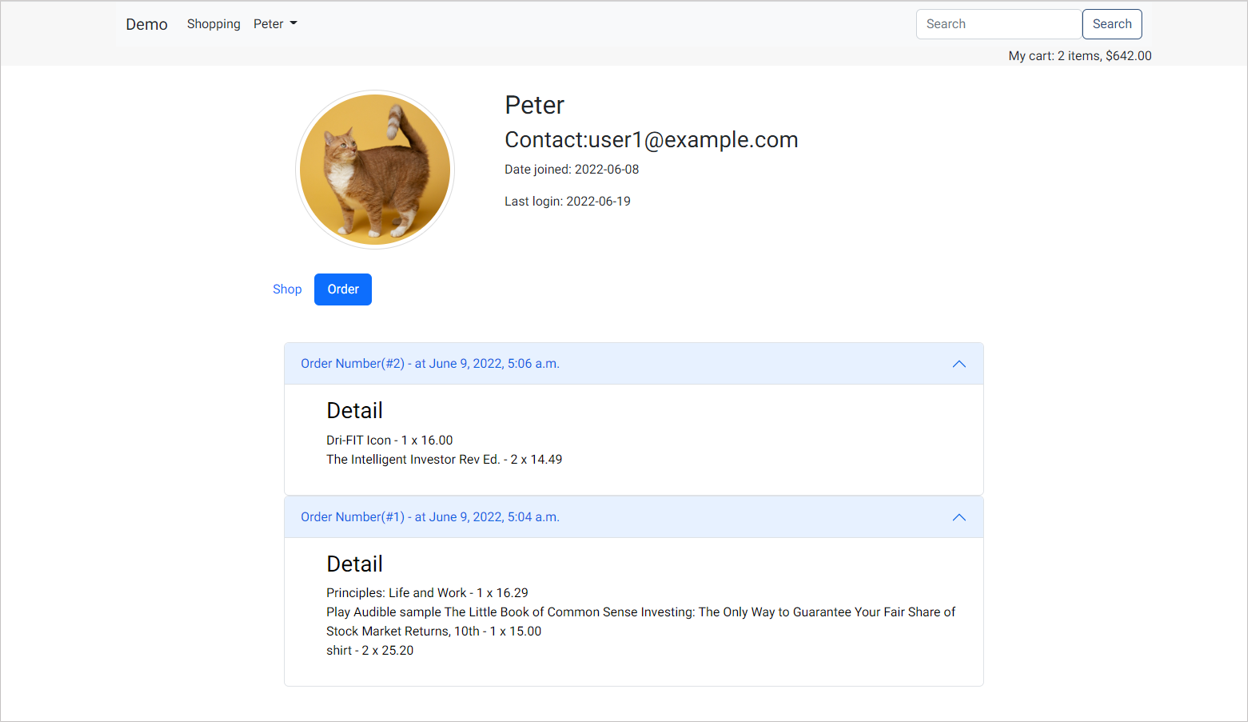 Demo Shopping Peter Search Search
My cart: 2 items, $642.00
Peter
Contact:user1@example.com
Date joined: 2022-06-08
Last login: 2022-06-19
Shop Order
Order Number(#2) - at June 9, 2022, 5:06 a.m.
Detail
Dri-FIT Icon - 1 x 16.00
The Intelligent Investor Rev Ed. - 2 x 14.49
Order Number(#1) - at June 9, 2022, 5:04 a.m.
Detail
Principles: Life and Work - 1 x 16.29
Play Audible sample The Little Book of Common Sense Investing: The Only Way to Guarantee Your Fair Share of
Stock Market Returns, 10th - 1 x 15.00
shirt - 2 x 25.20